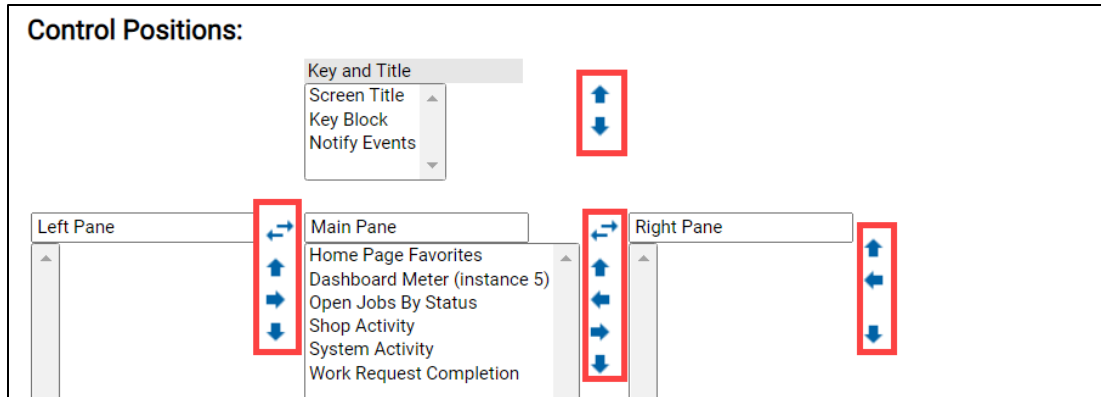 Control Positions:
Key and Title
Screen Title
Key Block
Notify Events
Left Pane
Main Pane
Right Pane
Home Page Favorites
Dashboard Meter (instance 5)
Open Jobs By Status
Shop Activity
System Activity
Work Request Completion